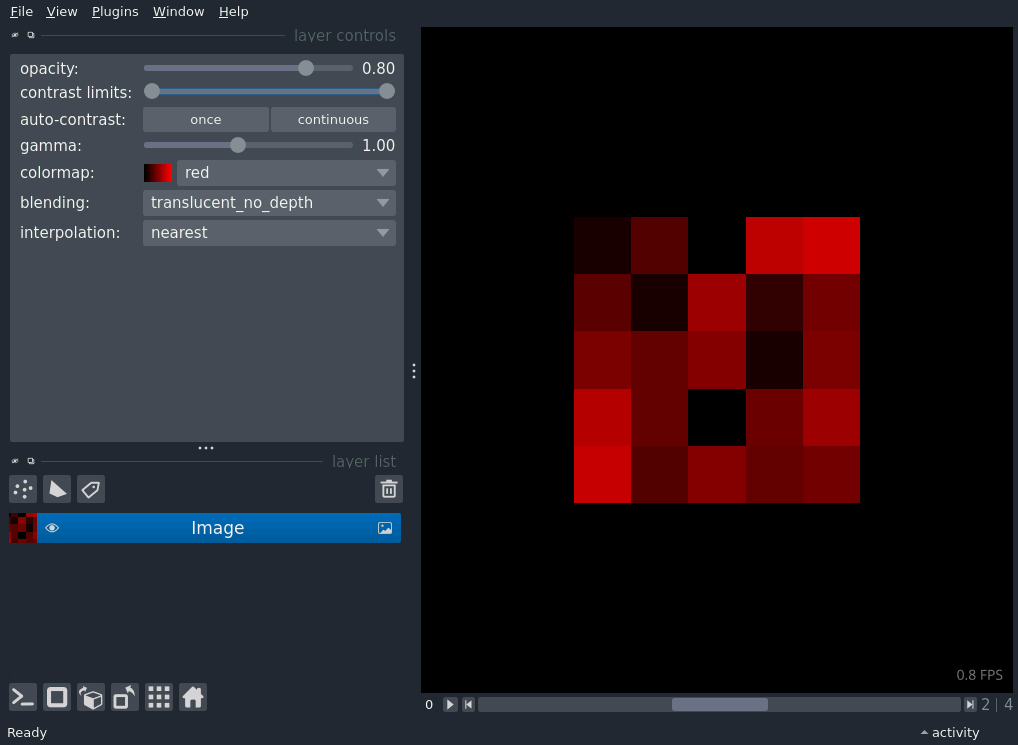 File View Plugins Window Help
layer controls
opacity: 0.80
contrast limits:
auto-contrast: once continuous
gamma: 1.00
colormap: red
blending: translucent_no_depth
interpolation: nearest
layer list
Image
0.8 FPS
0 2 | 4
Ready activity